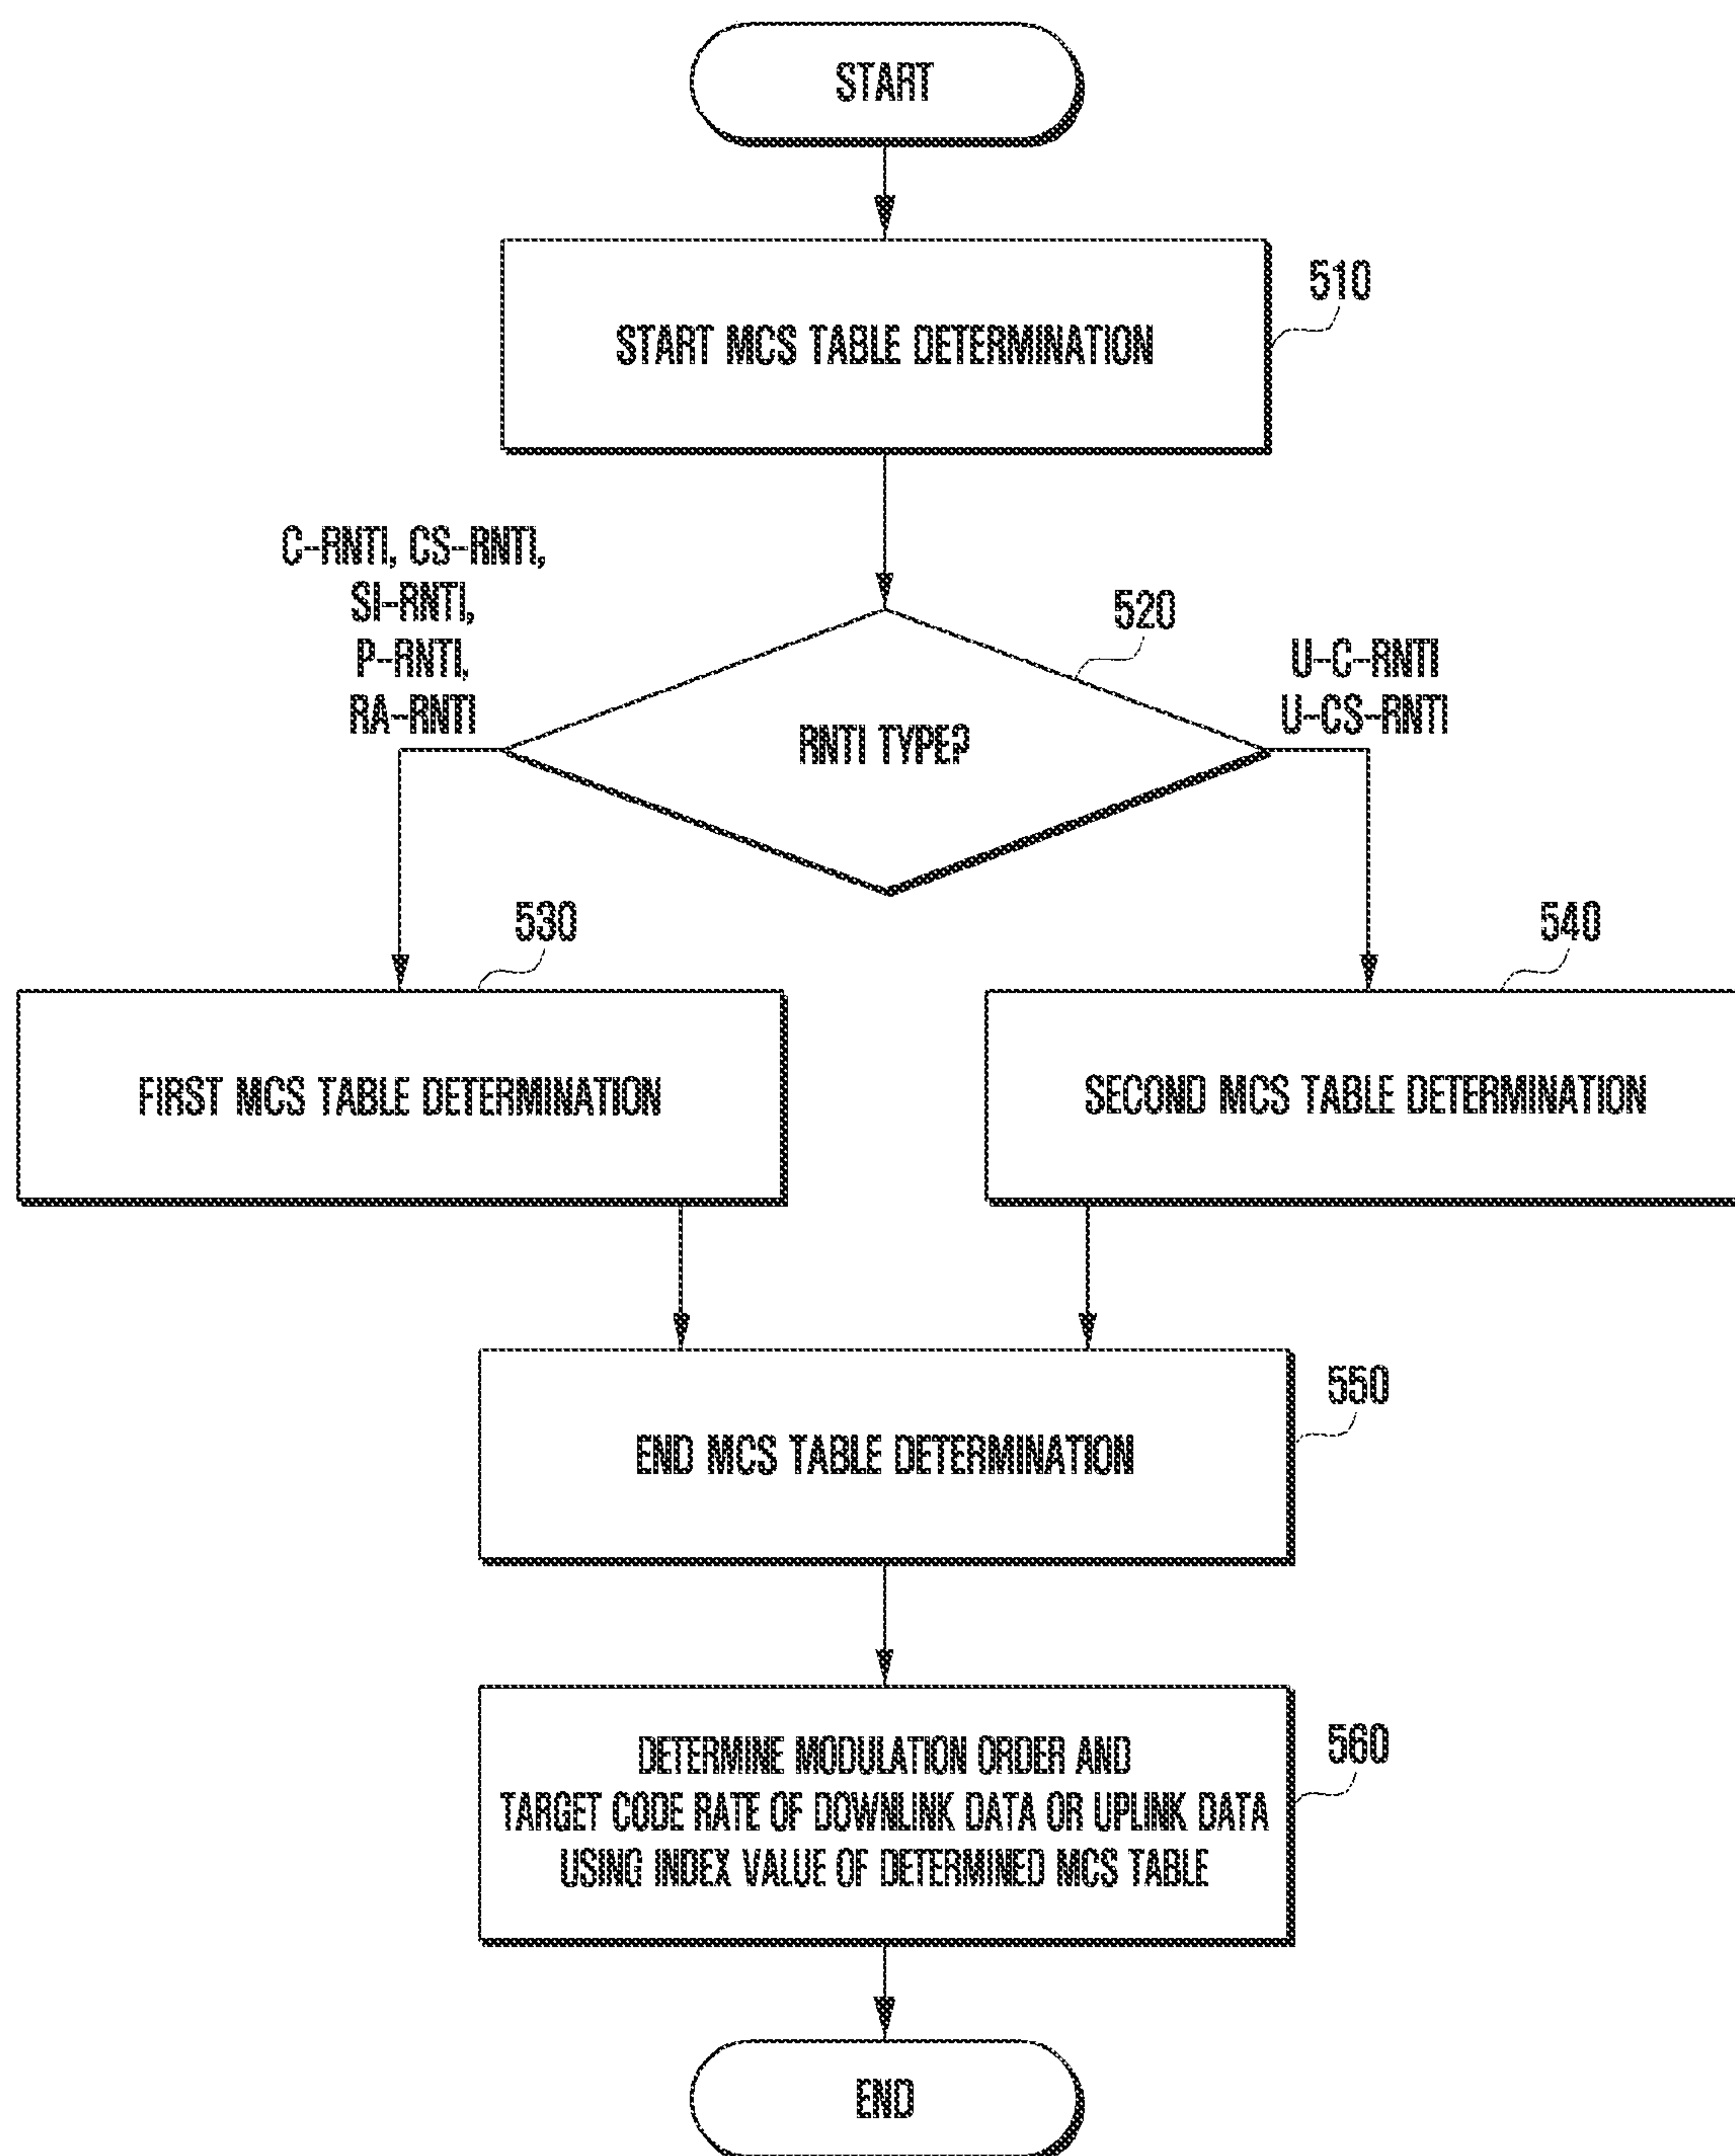 START
510
START MCS TABLE DETERMINATION
C-RNTI, CS-RNTI,
SI-RNTI,
P-RNTI,
RA-RNTI
520
U-C-RNTI
U-CS-RNTI
RNTI TYPE?
530
540
FIRST MCS TABLE DETERMINATION
SECOND MCS TABLE DETERMINATION
550
END MCS TABLE DETERMINATION
560
DETERMINE MODULATION ORDER AND
TARGET CODE RATE OF DOWNLINK DATA OR UPLINK DATA
USING INDEX VALUE OF DETERMINED MCS TABLE
END